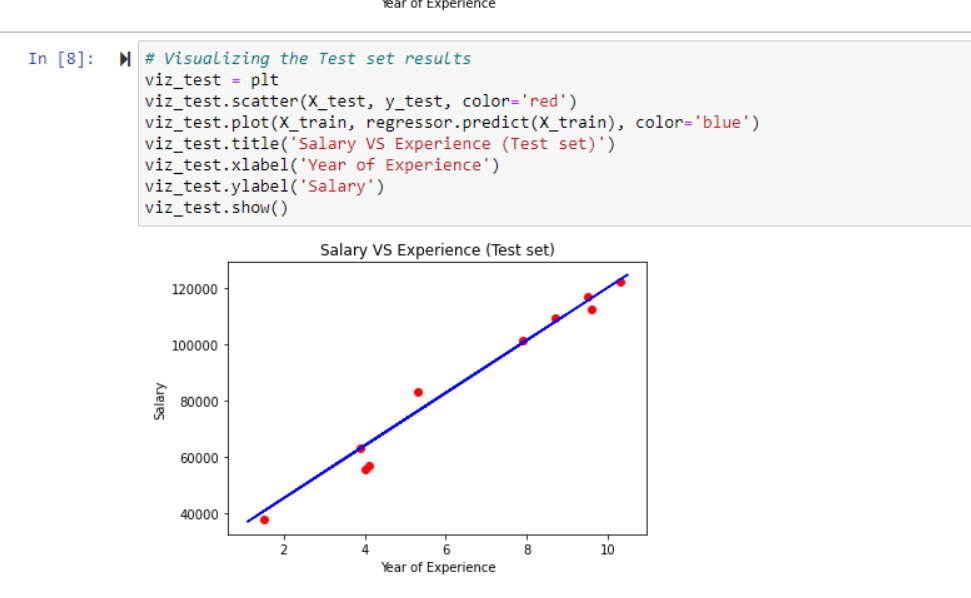 Year of Experience
In [8]:
# Visualizing the Test set results
viz_test = plt
viz_test.scatter(X_test, y_test, color='red')
viz_test.plot(X_train, regressor.predict(X_train), color='blue')
viz_test.title('Salary VS Experience (Test set)')
viz_test.xlabel('Year of Experience')
viz_test.ylabel('Salary')
viz_test.show()
Salary VS Experience (Test set)
120000
100000
80000
60000
40000
Salary
2 4 6 8 10
Year of Experience